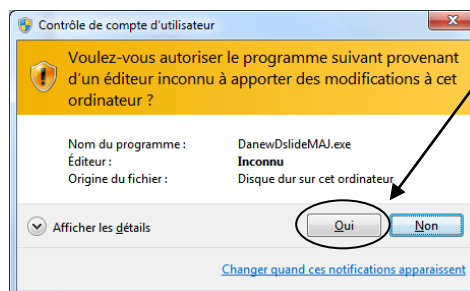 Contrôle de compte d'utilisateur
Voulez-vous autoriser le programme suivant provenant
d'un éditeur inconnu à apporter des modifications à cet
ordinateur ?
Nom du programme : DanewDslideMAJ.exe
Éditeur : Inconnu
Origine du fichier : Disque dur sur cet ordinateur
Afficher les détails Oui Non
Changer quand ces notifications apparaissent